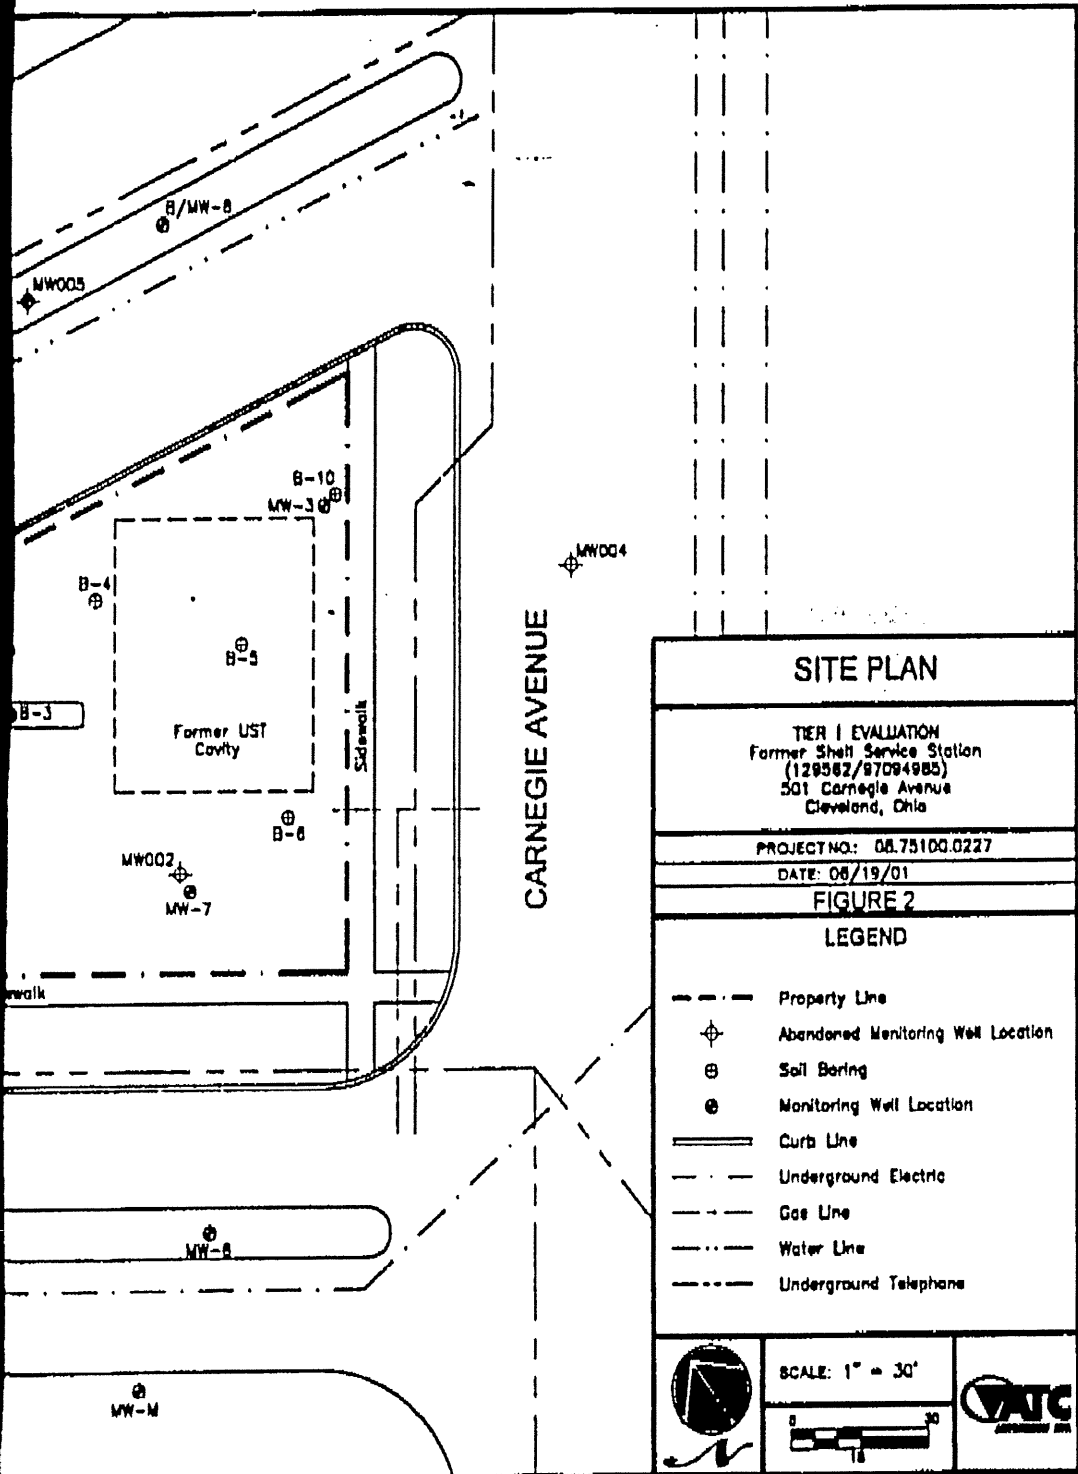 B/MW-8
MW005
B-10
MW-3
MW004
B-4
B-5
B-3
Former UST
Cavity
Sidewalk
CARNEGIE AVENUE
B-6
MW002
MW-7
ewalk
MW-6
MW-M
SITE PLAN
TIER I EVALUATION
Former Shell Service Station
(129562/97094985)
501 Carnegie Avenue
Cleveland, Ohio
PROJECT NO.: 08.75100.0227
DATE: 06/19/01
FIGURE 2
LEGEND
Property Line
Abandoned Monitoring Well Location
Soil Boring
Monitoring Well Location
Curb Line
Underground Electric
Gas Line
Water Line
Underground Telephone
SCALE: 1" = 30'
0 30
15
ATC